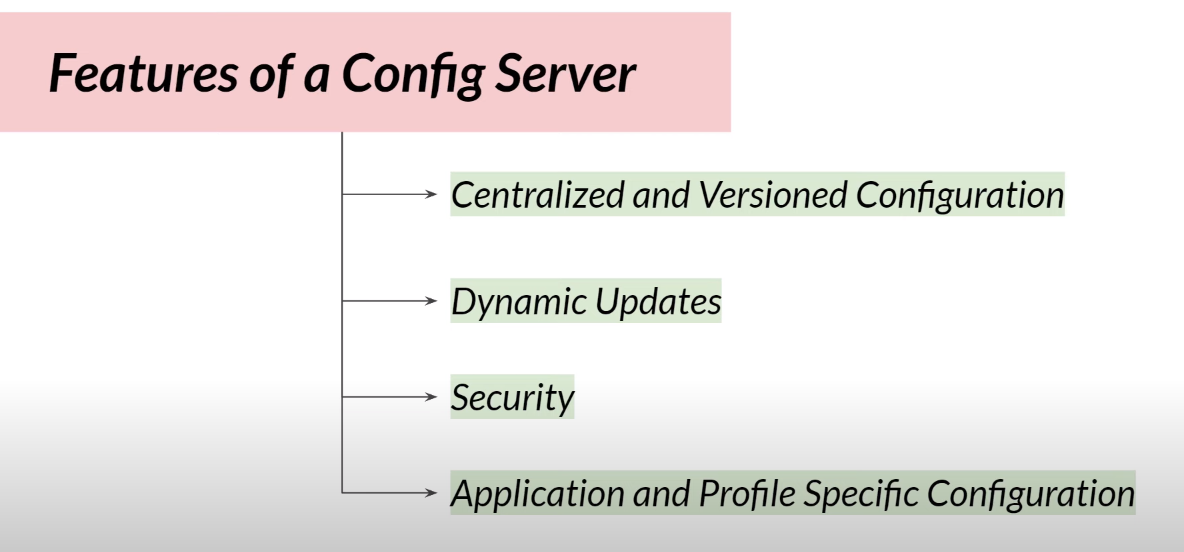 Features of a Config Server
Centralized and Versioned Configuration
Dynamic Updates
Security
Application and Profile Specific Configuration